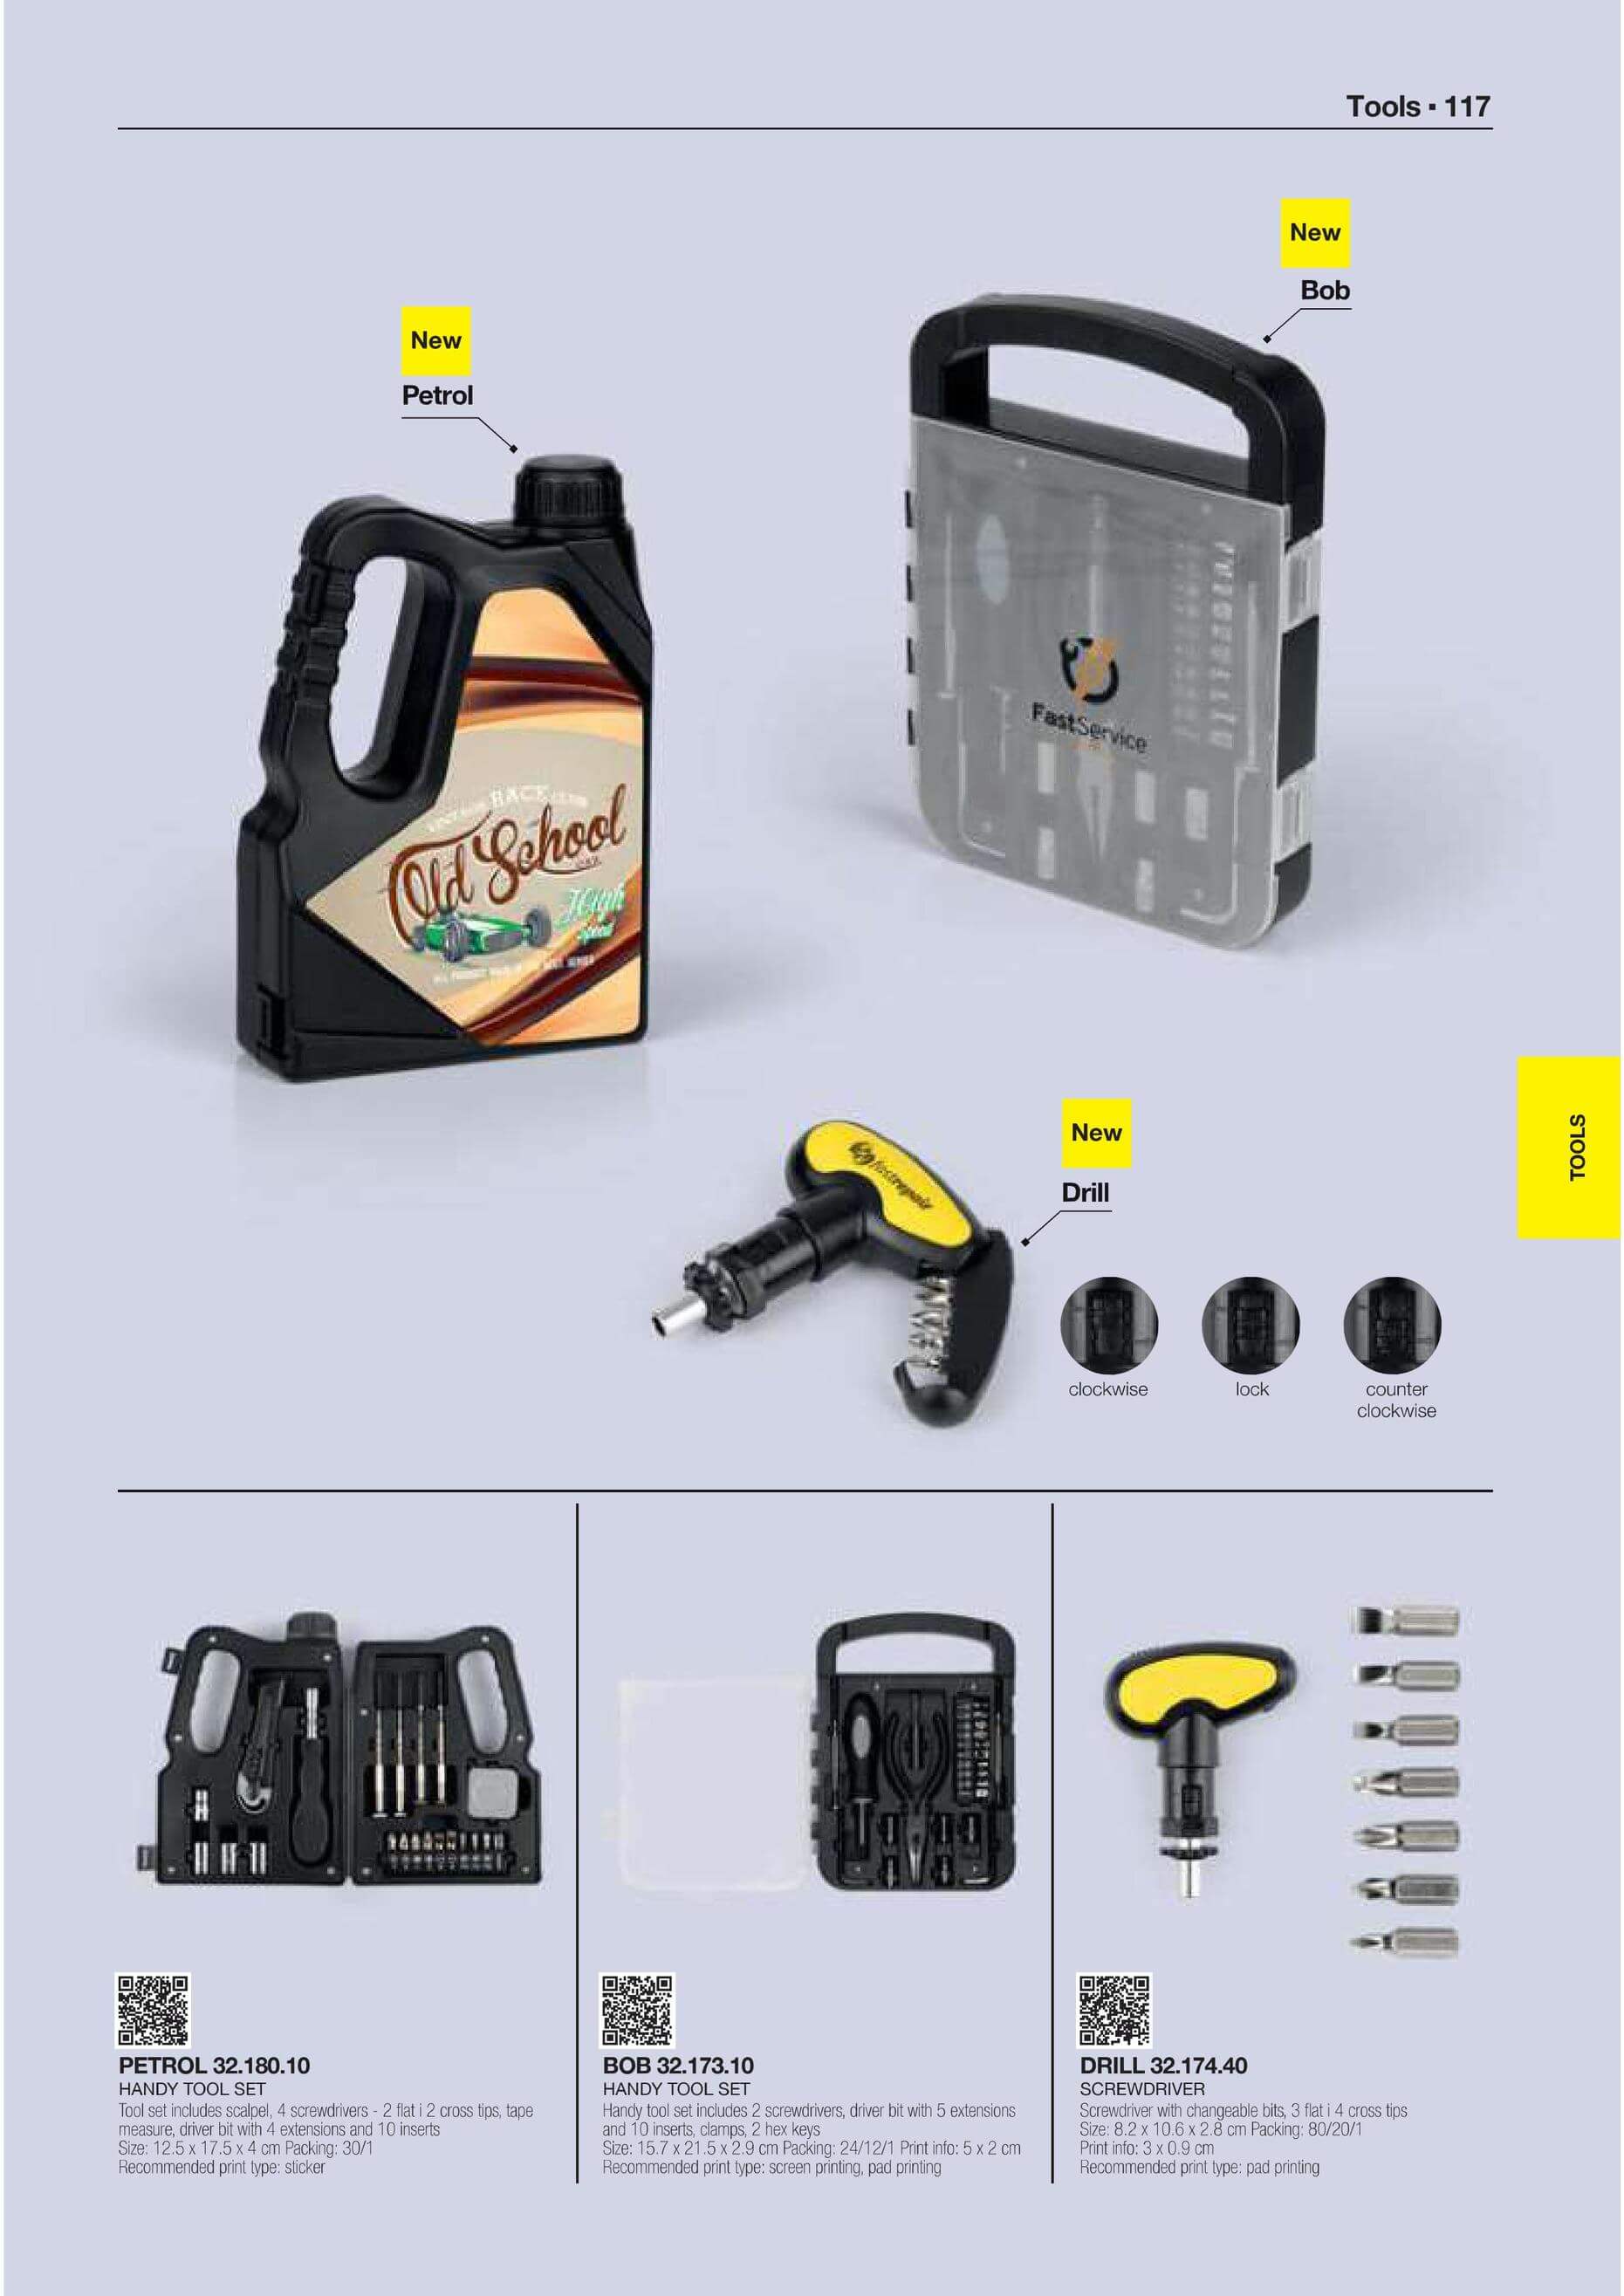 Tools ▪ 117
New
Bob
New
Petrol
RACE
Old School
FastService
New
Drill
fastrepair
TOOLS
clockwise
lock
counter
clockwise
PETROL 32.180.10
HANDY TOOL SET
Tool set includes scalpel, 4 screwdrivers - 2 flat i 2 cross tips, tape
measure, driver bit with 4 extensions and 10 inserts
Size: 12.5 x 17.5 x 4 cm Packing: 30/1
Recommended print type: sticker
BOB 32.173.10
HANDY TOOL SET
Handy tool set includes 2 screwdrivers, driver bit with 5 extensions
and 10 inserts, clamps, 2 hex keys
Size: 15.7 x 21.5 x 2.9 cm Packing: 24/12/1 Print info: 5 x 2 cm
Recommended print type: screen printing, pad printing
DRILL 32.174.40
SCREWDRIVER
Screwdriver with changeable bits, 3 flat i 4 cross tips
Size: 8.2 x 10.6 x 2.8 cm Packing: 80/20/1
Print info: 3 x 0.9 cm
Recommended print type: pad printing